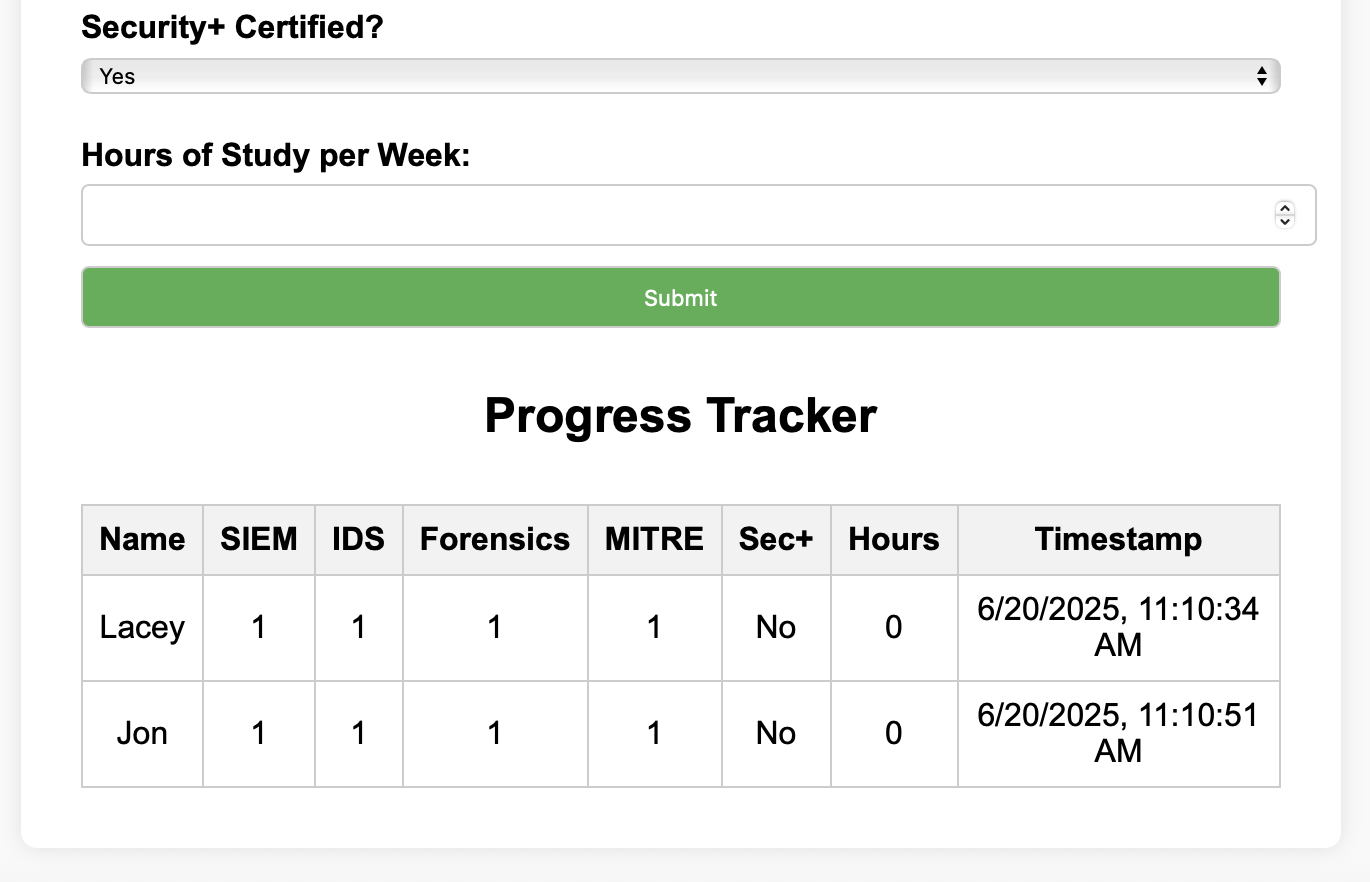 Security+ Certified?
Yes
Hours of Study per Week:
Submit
Progress Tracker
Name SIEM IDS Forensics MITRE Sec+ Hours Timestamp
Lacey 1 1 1 1 No 0 6/20/2025, 11:10:34 AM
Jon 1 1 1 1 No 0 6/20/2025, 11:10:51 AM